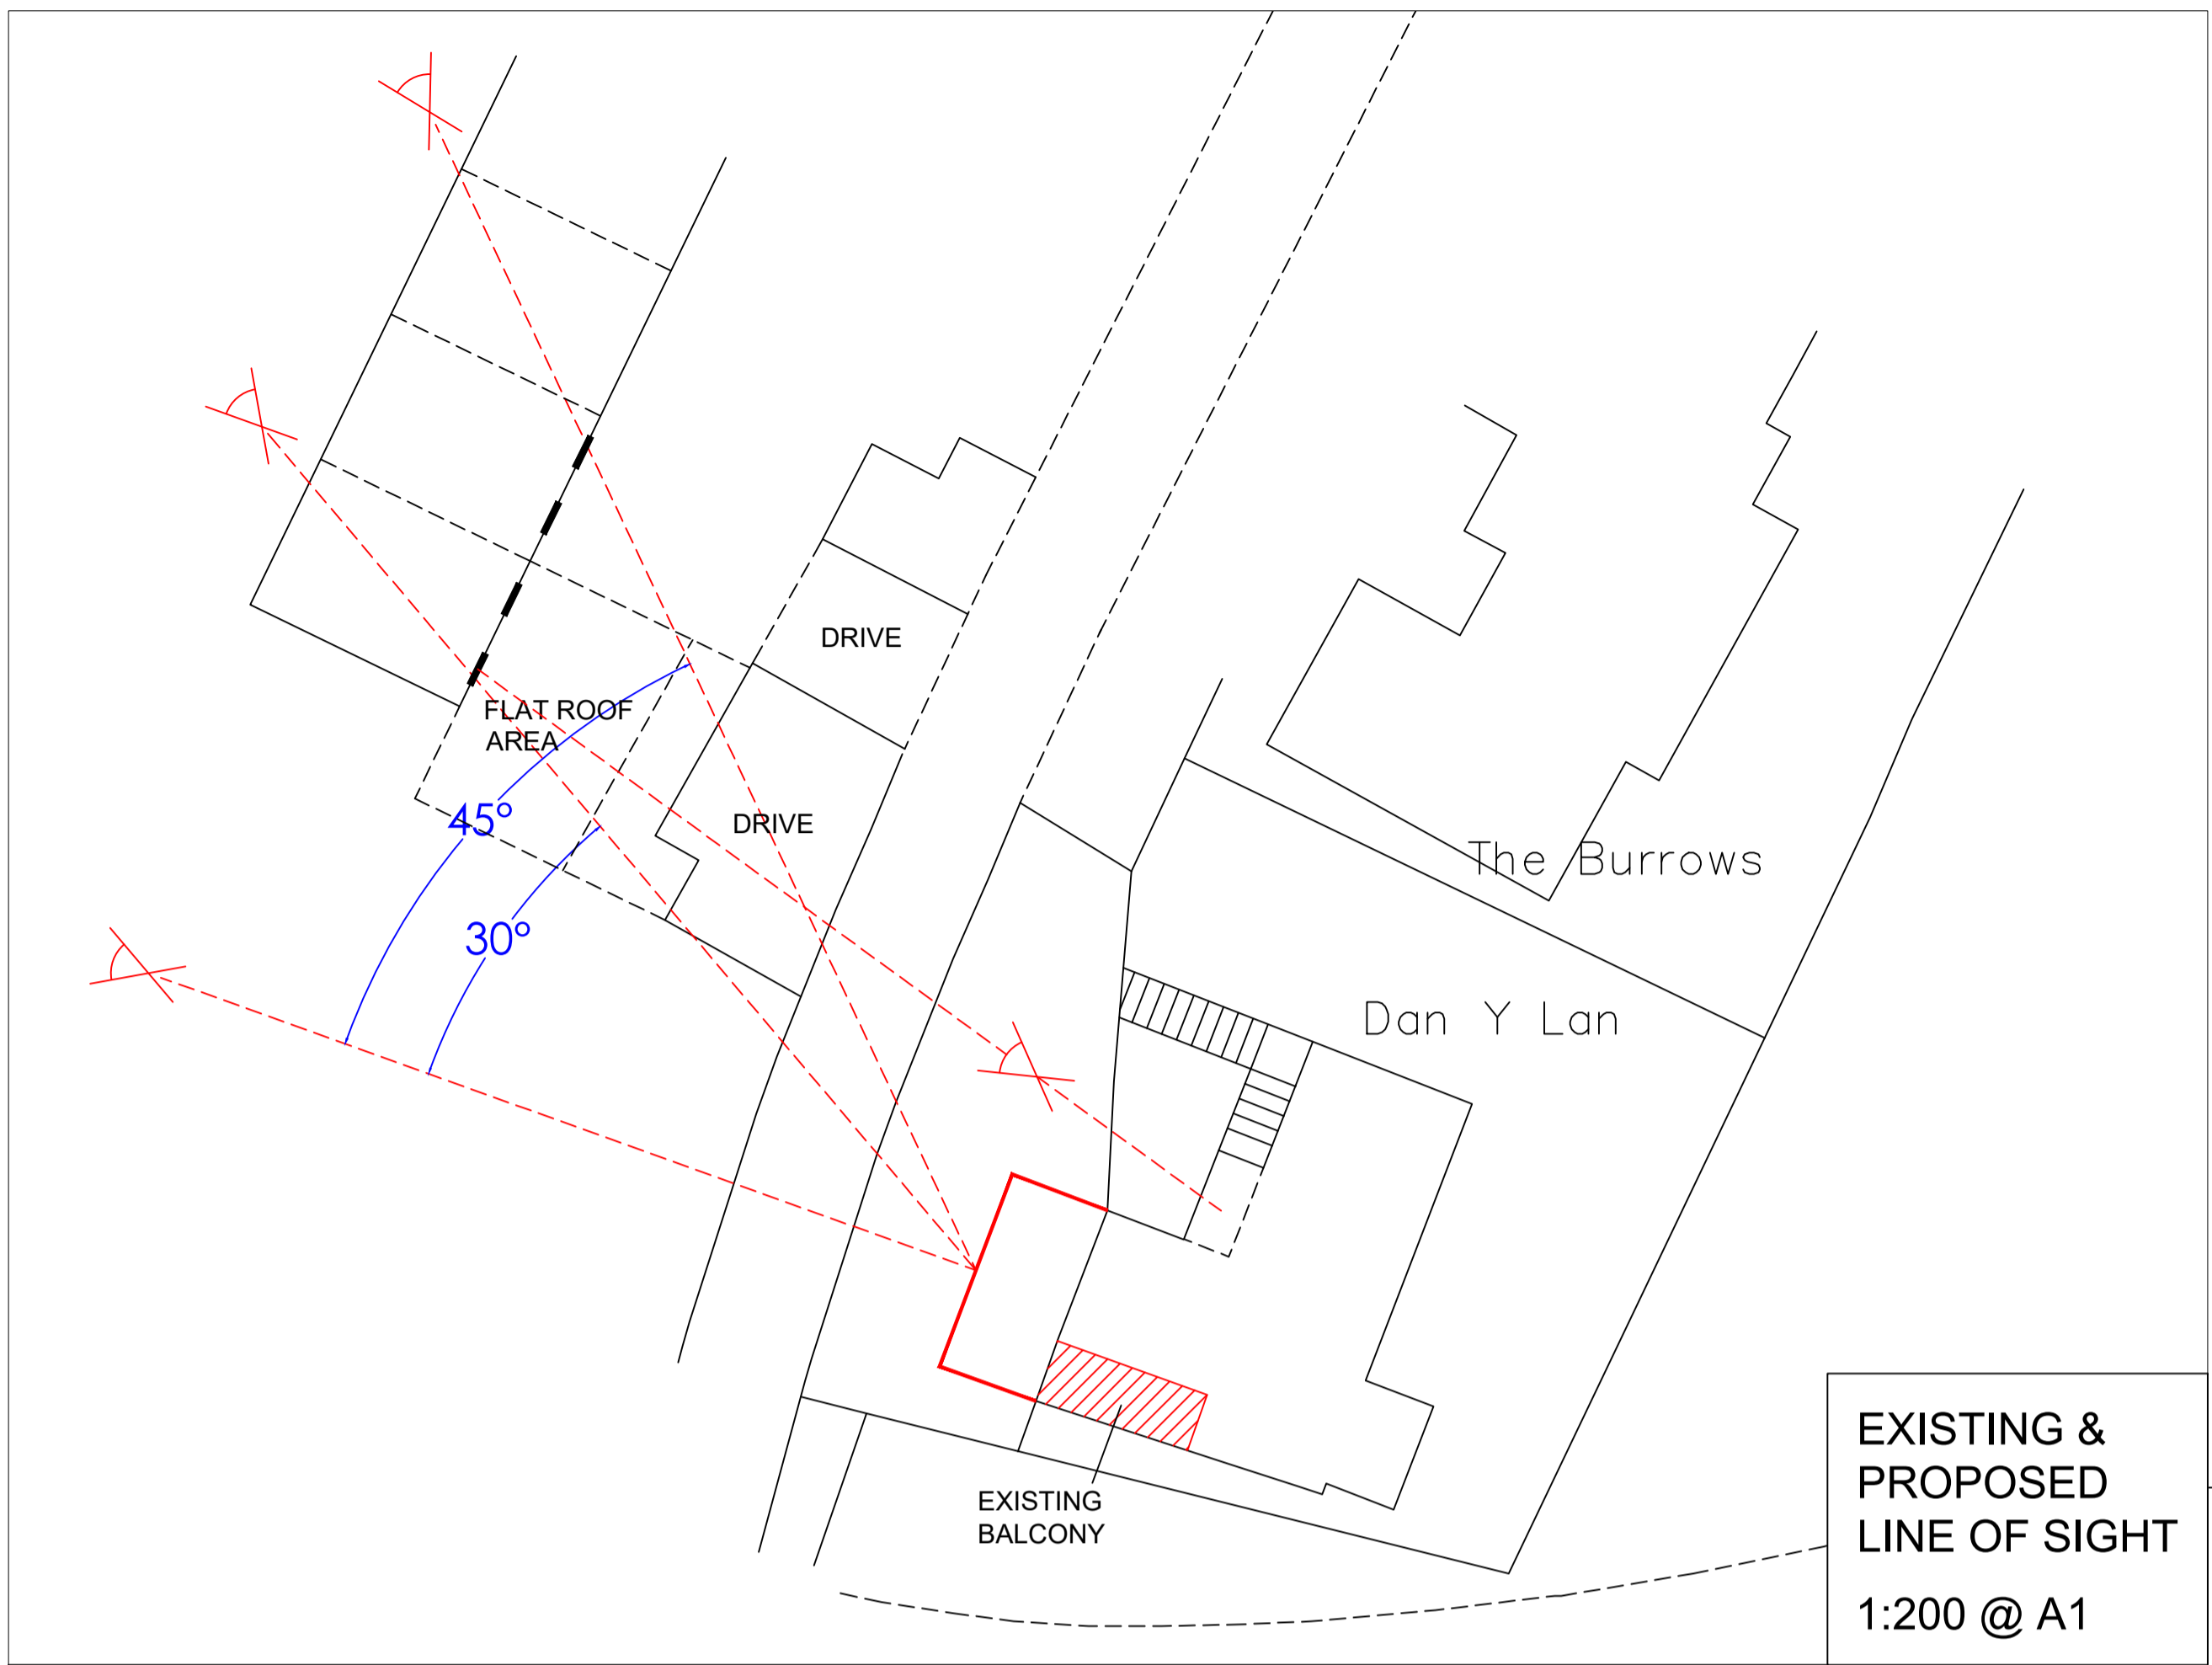 DRIVE
FLAT ROOF
AREA
45°
DRIVE
30°
The Burrows
Dan Y Lan
EXISTING
BALCONY
EXISTING &
PROPOSED
LINE OF SIGHT
1:200 @ A1